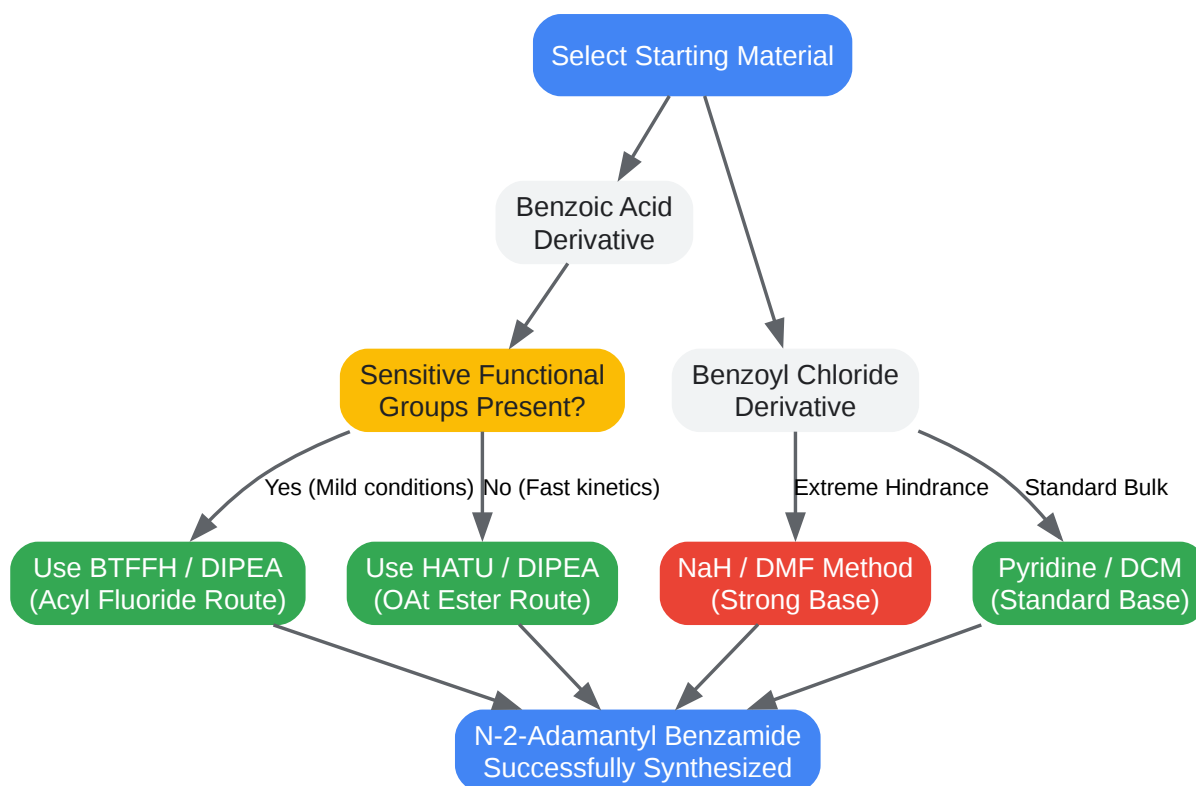 Select Starting Material
Benzoic Acid
Derivative
Sensitive Functional
Groups Present?
Benzoyl Chloride
Derivative
Yes (Mild conditions)
No (Fast kinetics)
Extreme Hindrance
Standard Bulk
Use BTFFH / DIPEA
(Acyl Fluoride Route)
Use HATU / DIPEA
(OAt Ester Route)
NaH / DMF Method
(Strong Base)
Pyridine / DCM
(Standard Base)
N-2-Adamantyl Benzamide
Successfully Synthesized